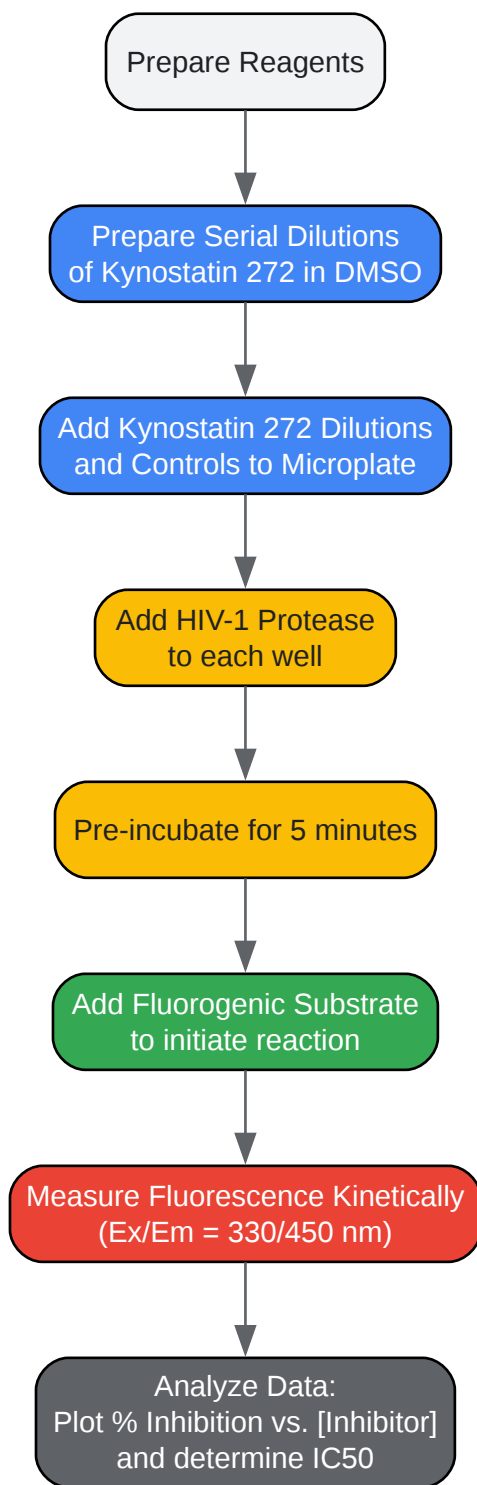 Prepare Reagents
Prepare Serial Dilutions
of Kynostatin 272 in DMSO
Add Kynostatin 272 Dilutions
and Controls to Microplate
Add HIV-1 Protease
to each well
Pre-incubate for 5 minutes
Add Fluorogenic Substrate
to initiate reaction
Measure Fluorescence Kinetically
(Ex/Em = 330/450 nm)
Analyze Data:
Plot % Inhibition vs. [Inhibitor]
and determine IC50